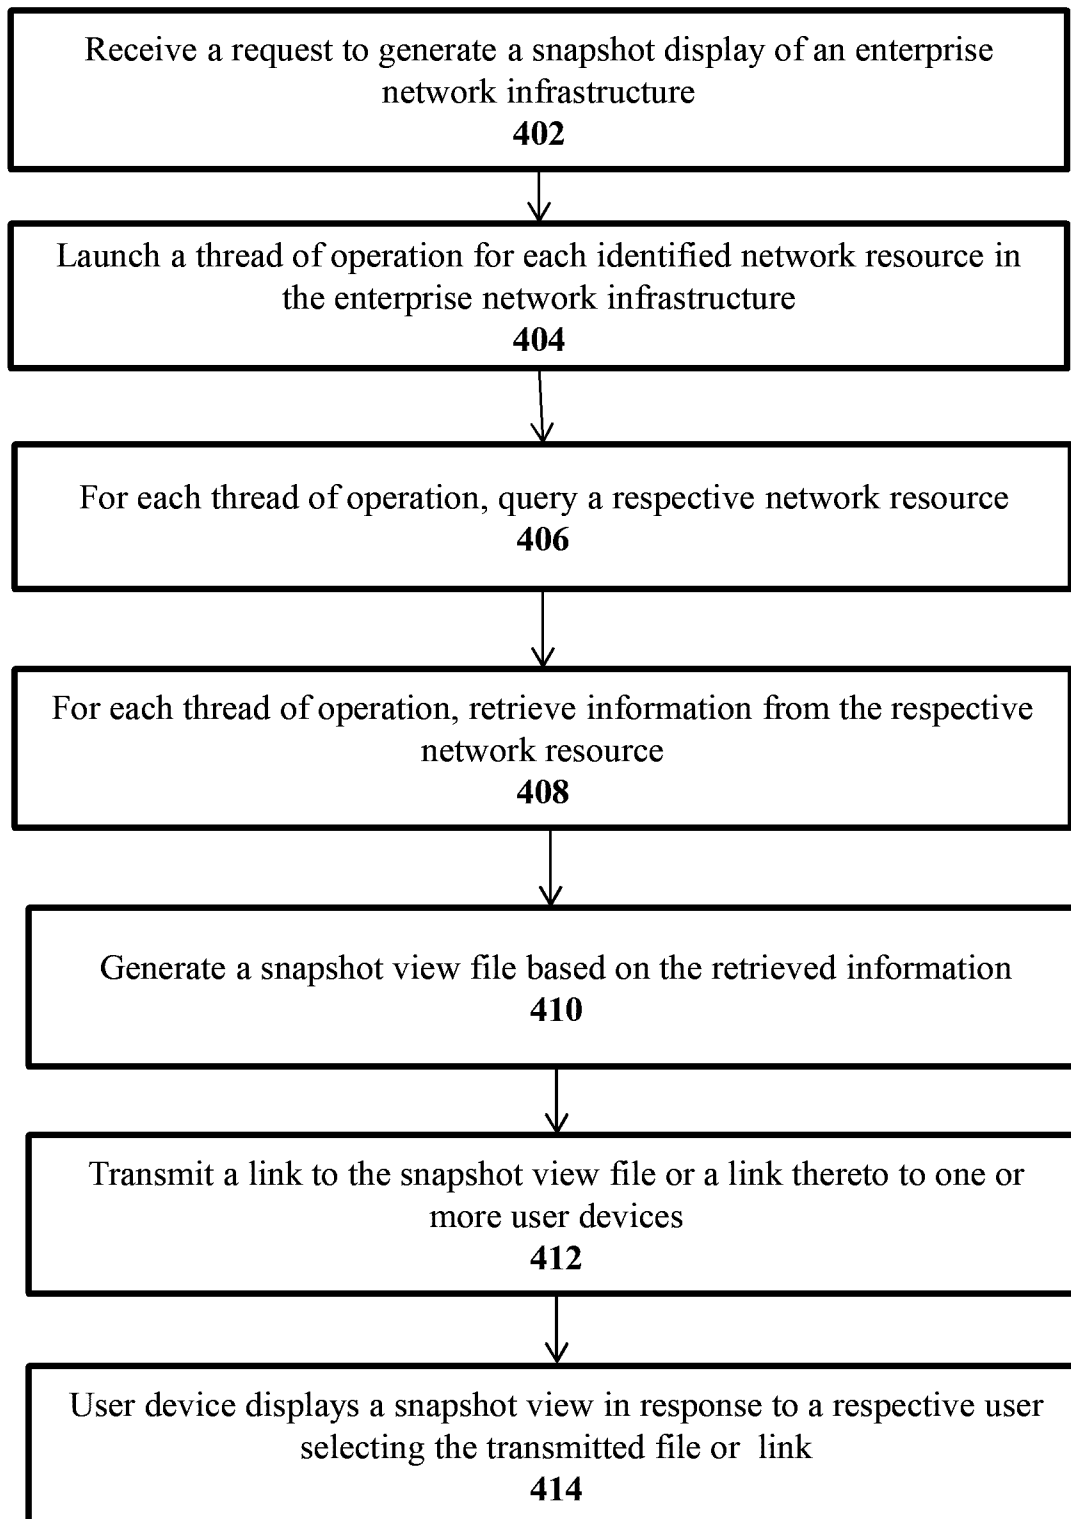 Receive a request to generate a snapshot display of an enterprise
network infrastructure
402
Launch a thread of operation for each identified network resource in
the enterprise network infrastructure
404
For each thread of operation, query a respective network resource
406
For each thread of operation, retrieve information from the respective
network resource
408
Generate a snapshot view file based on the retrieved information
410
Transmit a link to the snapshot view file or a link thereto to one or
more user devices
412
User device displays a snapshot view in response to a respective user
selecting the transmitted file or link
414